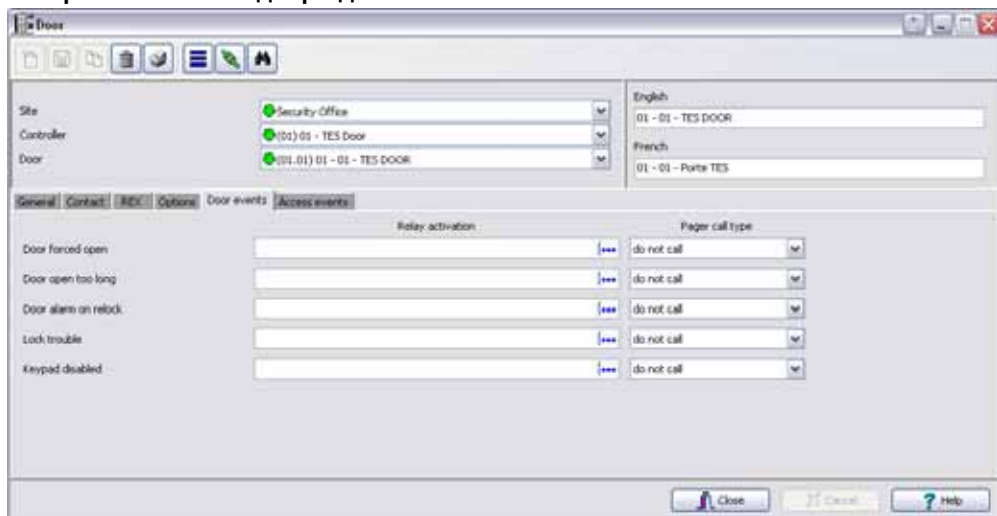 Door
Site
Security Office
Controller
(01) 01 - TES Door
Door
(01.01) 01 - 01 - TES DOOR
English
01 - 01 - TES DOOR
French
01 - 01 - Porte TES
General Contact REX Options Door events Access events
Relay activation Pager call type
Door forced open do not call
Door open too long do not call
Door alarm on relock do not call
Lock trouble do not call
Keypad disabled do not call
Close Cancel Help